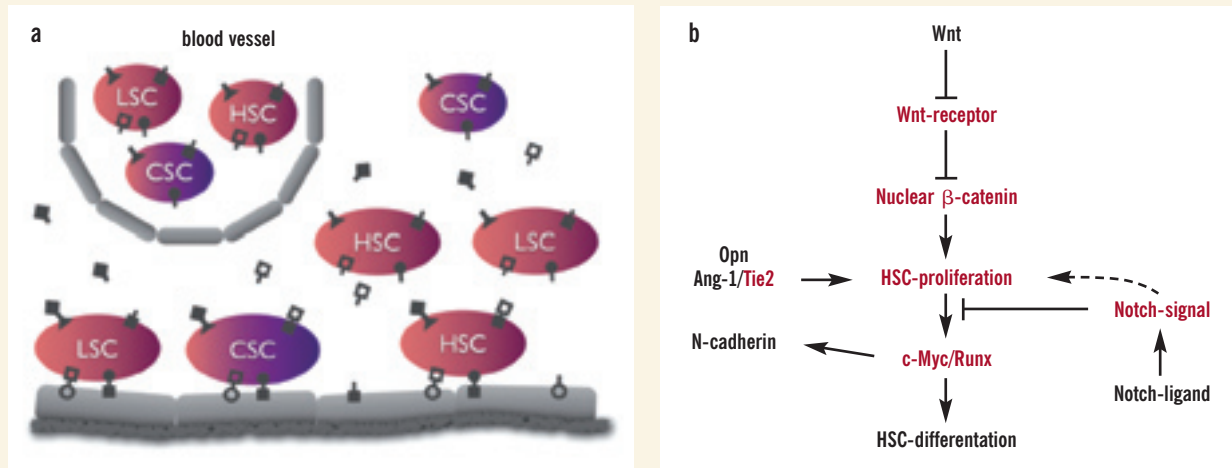 a
blood vessel
LSC
HSC
CSC
CSC
HSC
LSC
LSC
CSC
HSC
b
Wnt
Wnt-receptor
Nuclear β-catenin
Opn
Ang-1/Tie2
HSC-proliferation
Notch-signal
N-cadherin
c-Myc/Runx
Notch-ligand
HSC-differentation